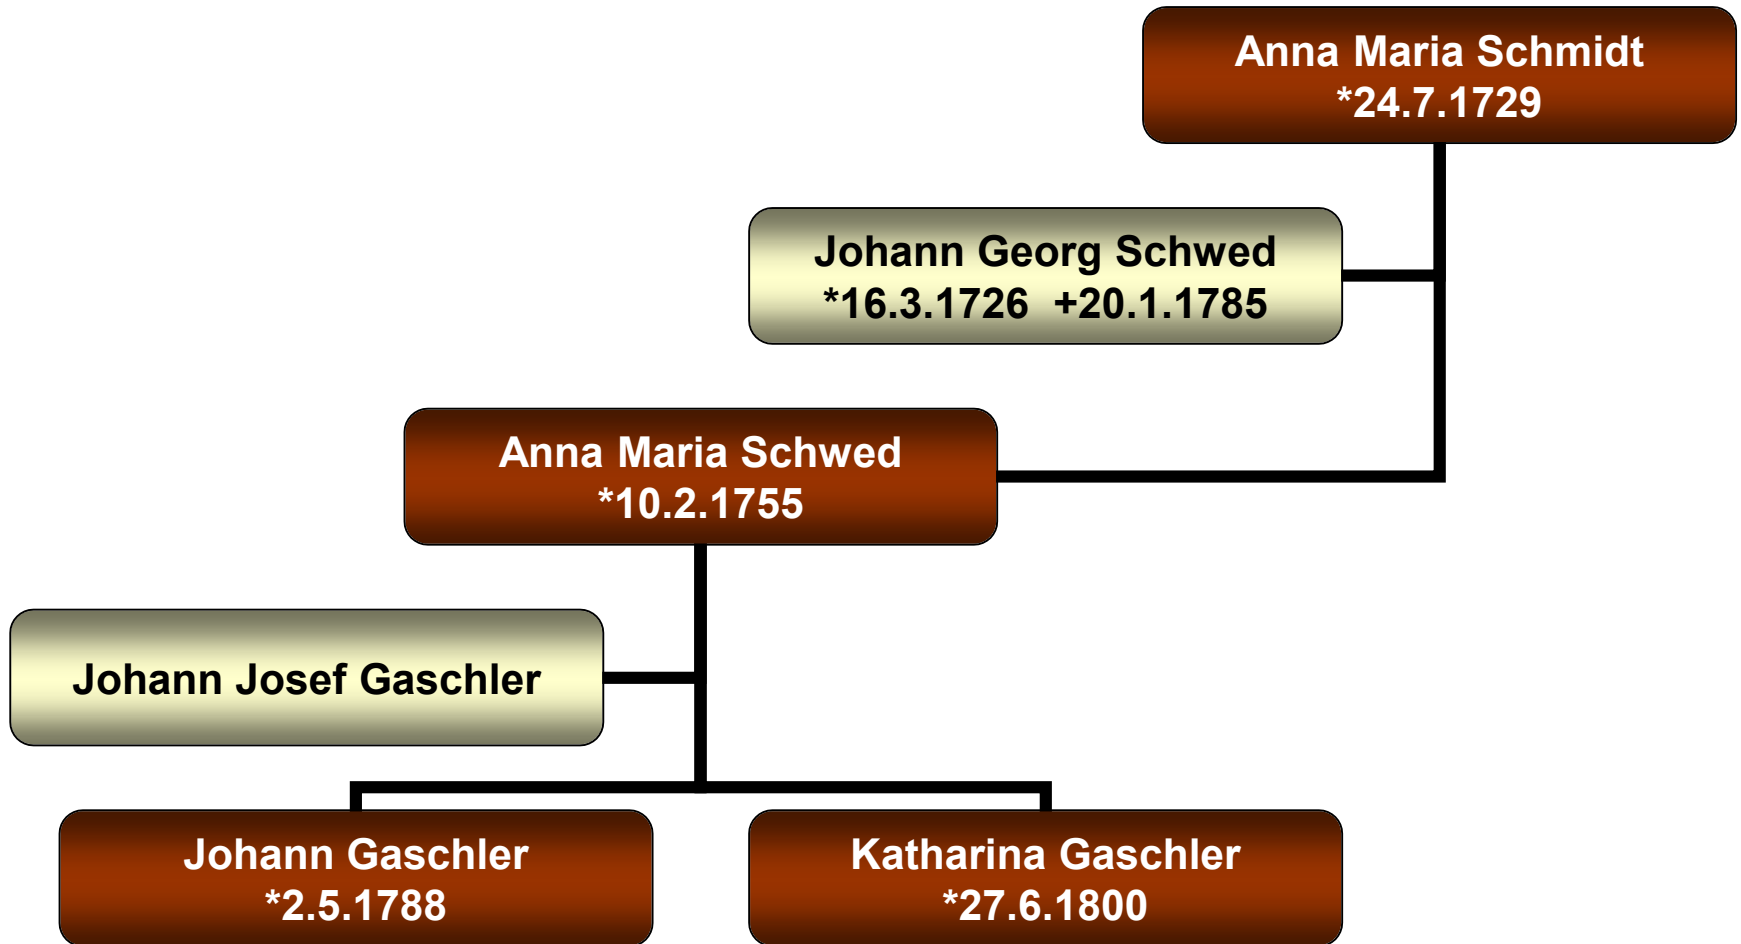 Anna Maria Schmidt
*24.7.1729
Johann Georg Schwed
*16.3.1726  +20.1.1785
Anna Maria Schwed
*10.2.1755
Johann Josef Gaschler
Johann Gaschler
*2.5.1788
Katharina Gaschler
*27.6.1800